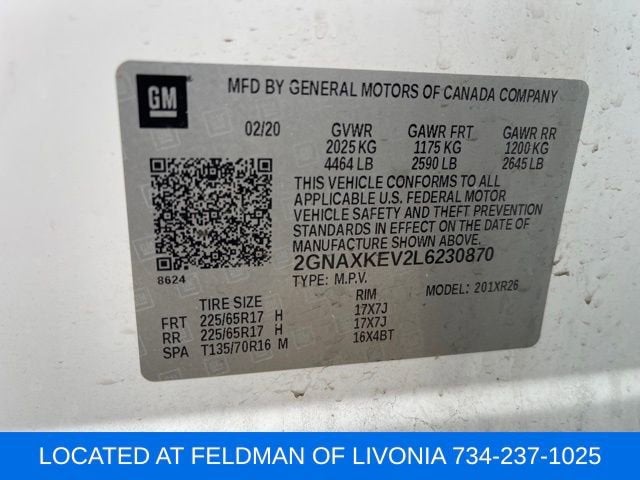 GM
MFD BY GENERAL MOTORS OF CANADA COMPANY
02/20 GVWR GAWR FRT GAWR RR
2025 KG 1175 KG 1200 KG
4464 LB 2590 LB 2645 LB
THIS VEHICLE CONFORMS TO ALL
APPLICABLE U.S. FEDERAL MOTOR
VEHICLE SAFETY AND THEFT PREVENTION
STANDARDS IN EFFECT ON THE DATE OF
MANUFACTURE SHOWN ABOVE.
2GNAXKEV2L6230870
8624 TYPE: M.P.V. MODEL: 201XR26
TIRE SIZE RIM
FRT 225/65R17 H 17X7J
RR 225/65R17 H 17X7J
SPA T135/70R16 M 16X4BT
LOCATED AT FELDMAN OF LIVONIA 734-237-1025